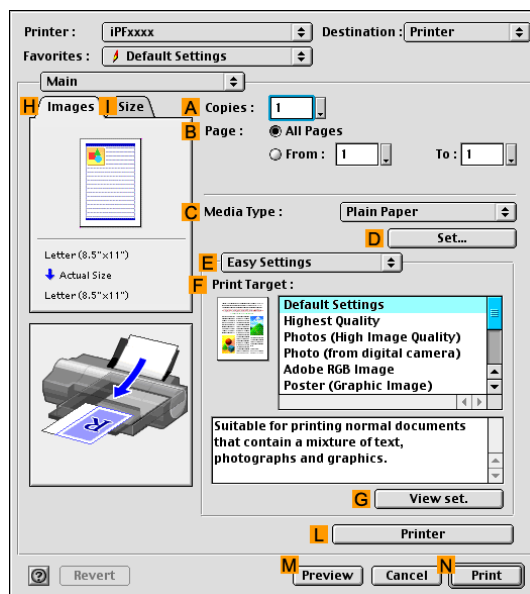 Printer : iPFxxxx Destination : Printer
Favorites : Default Settings
Main
H Images I Size
A Copies : 1
B Page : All Pages
From : 1 To : 1
C Media Type : Plain Paper
D Set...
Letter (8.5"x11")
Actual Size
Letter (8.5"x11")
E Easy Settings
F Print Target :
Default Settings
Highest Quality
Photos (High Image Quality)
Photo (from digital camera)
Adobe RGB Image
Poster (Graphic Image)
R
Suitable for printing normal documents
that contain a mixture of text,
photographs and graphics.
G View set.
L Printer
? Revert M Preview Cancel N Print